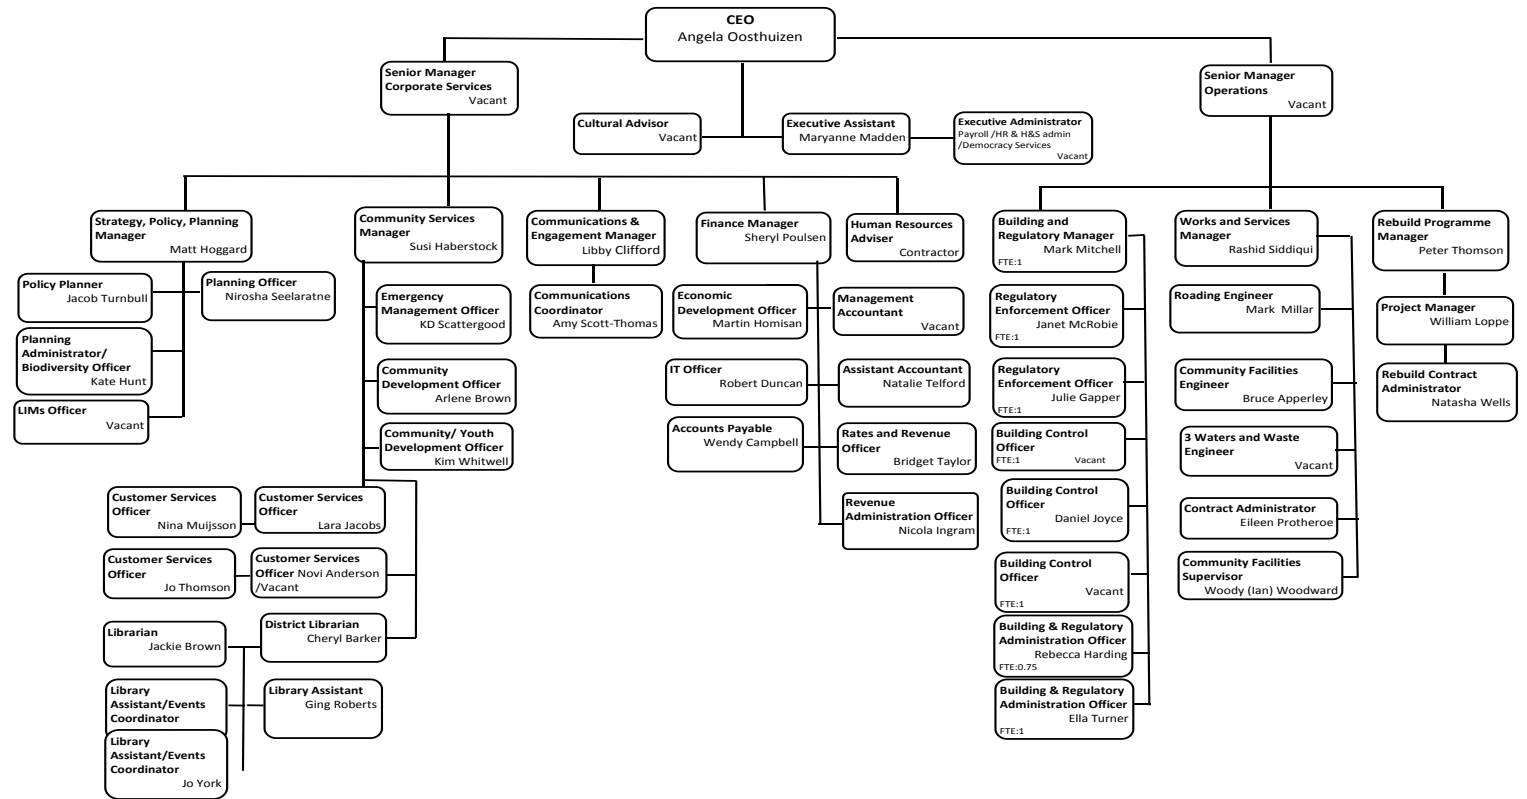 CEO
Angela Oosthuizen
Senior Manager
Corporate Services
Vacant
Senior Manager
Operations
Vacant
Cultural Advisor
Vacant
Executive Assistant
Maryanne Madden
Executive Administrator
Payroll /HR & H&S admin
/Democracy Services
Vacant
Strategy, Policy, Planning
Manager
Matt Hoggard
Community Services
Manager
Susi Haberstock
Communications &
Engagement Manager
Libby Clifford
Finance Manager
Sheryl Poulsen
Human Resources
Adviser
Contractor
Building and
Regulatory Manager
Mark Mitchell
FTE:1
Works and Services
Manager
Rashid Siddiqui
Rebuild Programme
Manager
Peter Thomson
Policy Planner
Jacob Turnbull
Planning Officer
Nirosha Seelaratne
Planning
Administrator/
Biodiversity Officer
Kate Hunt
LIMs Officer
Vacant
Emergency
Management Officer
KD Scattergood
Community
Development Officer
Arlene Brown
Community/ Youth
Development Officer
Kim Whitwell
Communications
Coordinator
Amy Scott-Thomas
Economic
Development Officer
Martin Homisan
Management
Accountant
Vacant
IT Officer
Robert Duncan
Assistant Accountant
Natalie Telford
Accounts Payable
Wendy Campbell
Rates and Revenue
Officer
Bridget Taylor
Revenue
Administration Officer
Nicola Ingram
Regulatory
Enforcement Officer
Janet McRobie
FTE:1
Regulatory
Enforcement Officer
Julie Gapper
FTE:1
Building Control
Officer
FTE:1 Vacant
Building Control
Officer
Daniel Joyce
FTE:1
Building Control
Officer
Vacant
FTE:1
Building & Regulatory
Administration Officer
Rebecca Harding
FTE:0.75
Building & Regulatory
Administration Officer
Ella Turner
FTE:1
Roading Engineer
Mark Millar
Community Facilities
Engineer
Bruce Apperley
3 Waters and Waste
Engineer
Vacant
Contract Administrator
Eileen Protheroe
Community Facilities
Supervisor
Woody (Ian) Woodward
Project Manager
William Loppe
Rebuild Contract
Administrator
Natasha Wells
Customer Services
Officer
Nina Muijsson
Customer Services
Officer
Lara Jacobs
Customer Services
Officer
Jo Thomson
Customer Services
Officer Novi Anderson
/Vacant
Librarian
Jackie Brown
District Librarian
Cheryl Barker
Library
Assistant/Events
Coordinator
Library Assistant
Ging Roberts
Library
Assistant/Events
Coordinator
Jo York